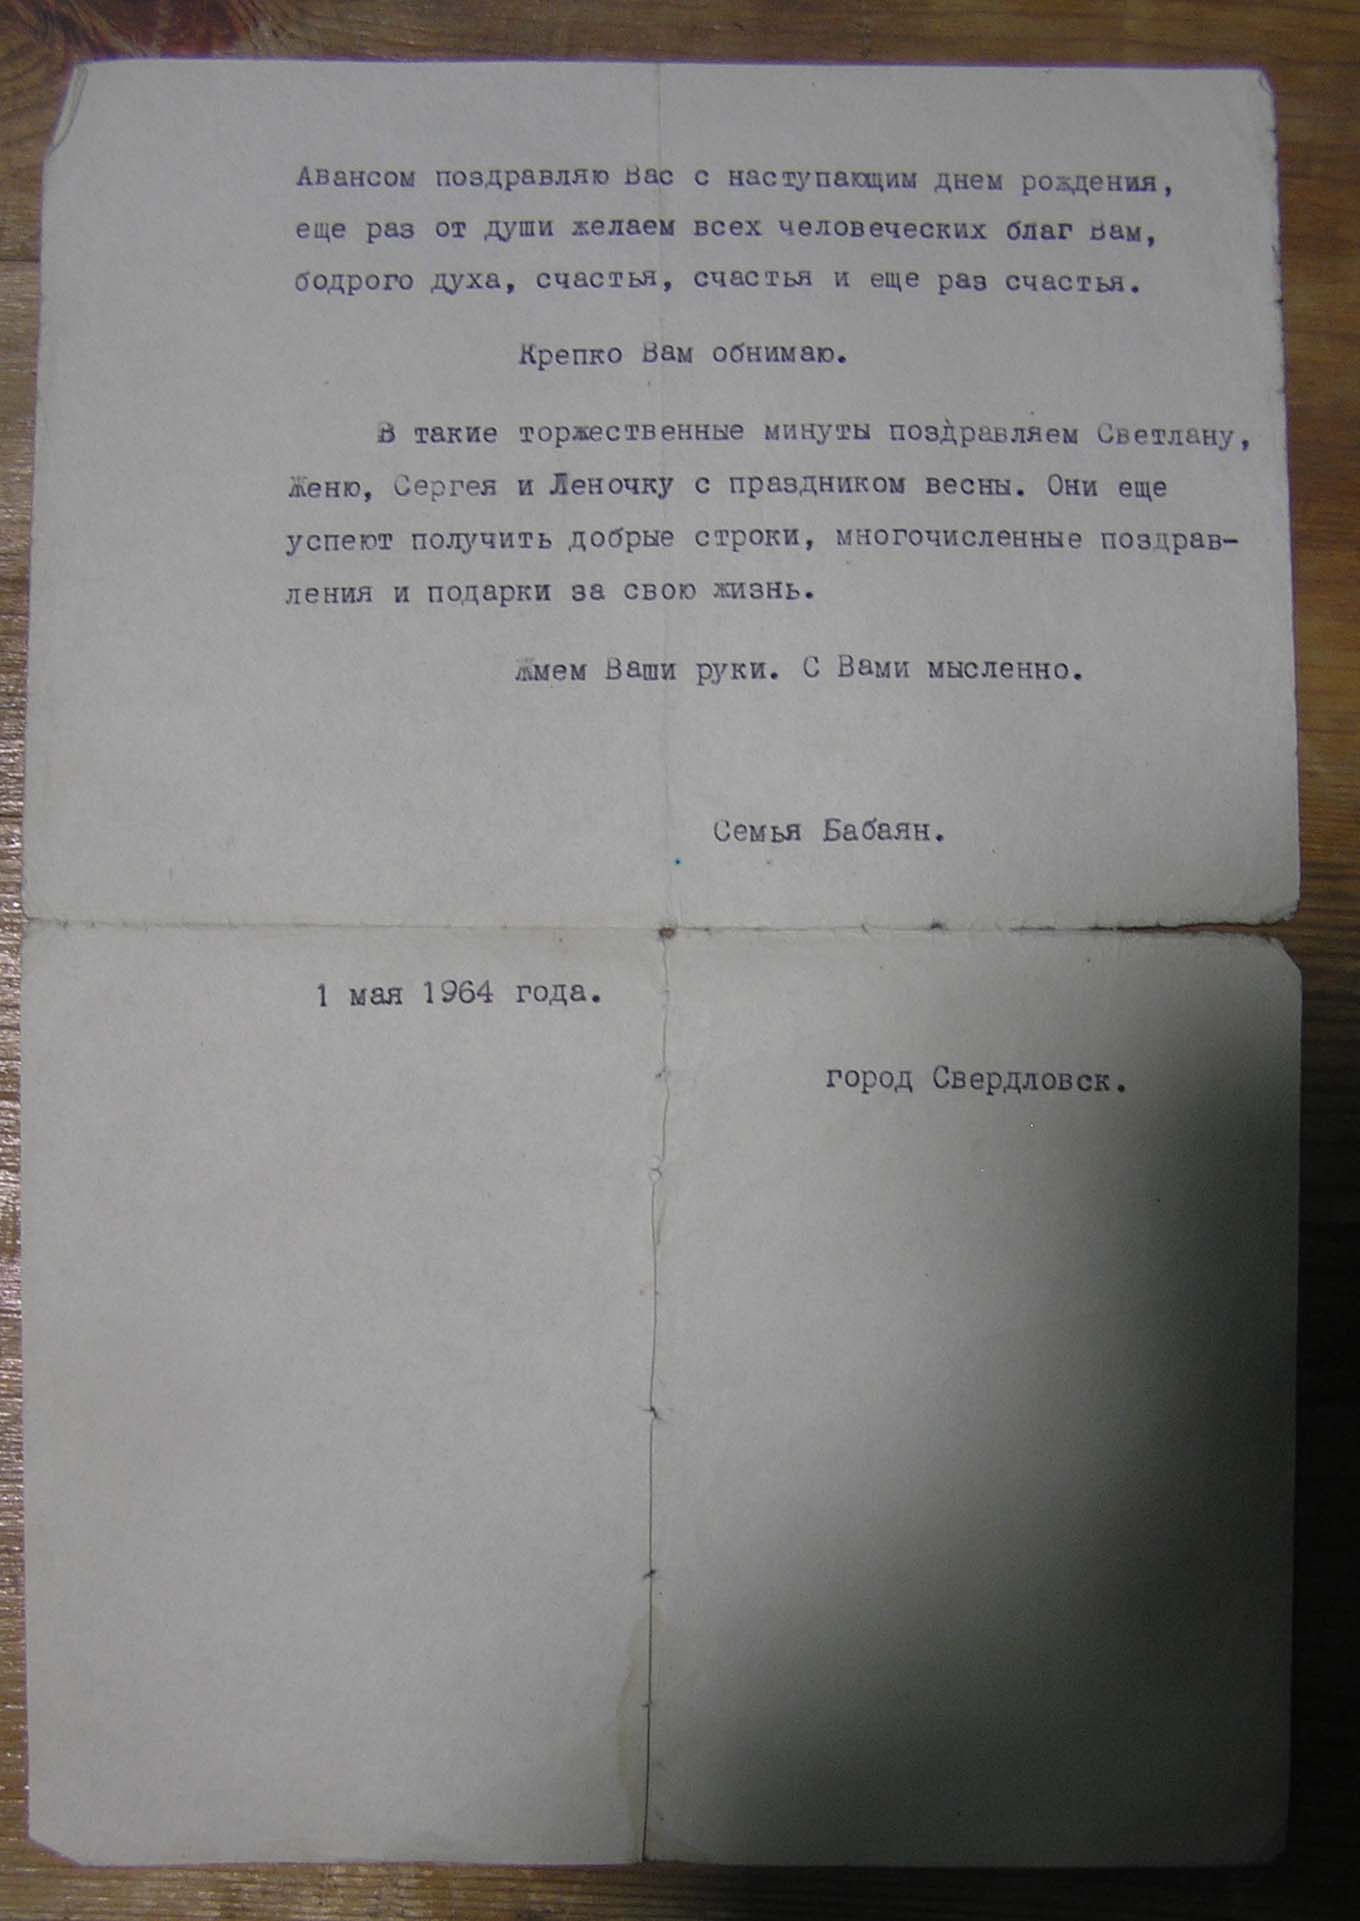 Авансом поздравляю Вас с наступающим днем рождения,
еще раз от души желаем всех человеческих благ Вам,
бодрого духа, счастья, счастья и еще раз счастья.
Крепко Вам обнимаю.
В такие торжественные минуты поздравляем Светлану,
Женю, Сергея и Леночку с праздником весны. Они еще
успеют получить добрые строки, многочисленные поздрав-
ления и подарки за свою жизнь.
Жмем Ваши руки. С Вами мысленно.
Семья Бабаян.
1 мая 1964 года.
город Свердловск.